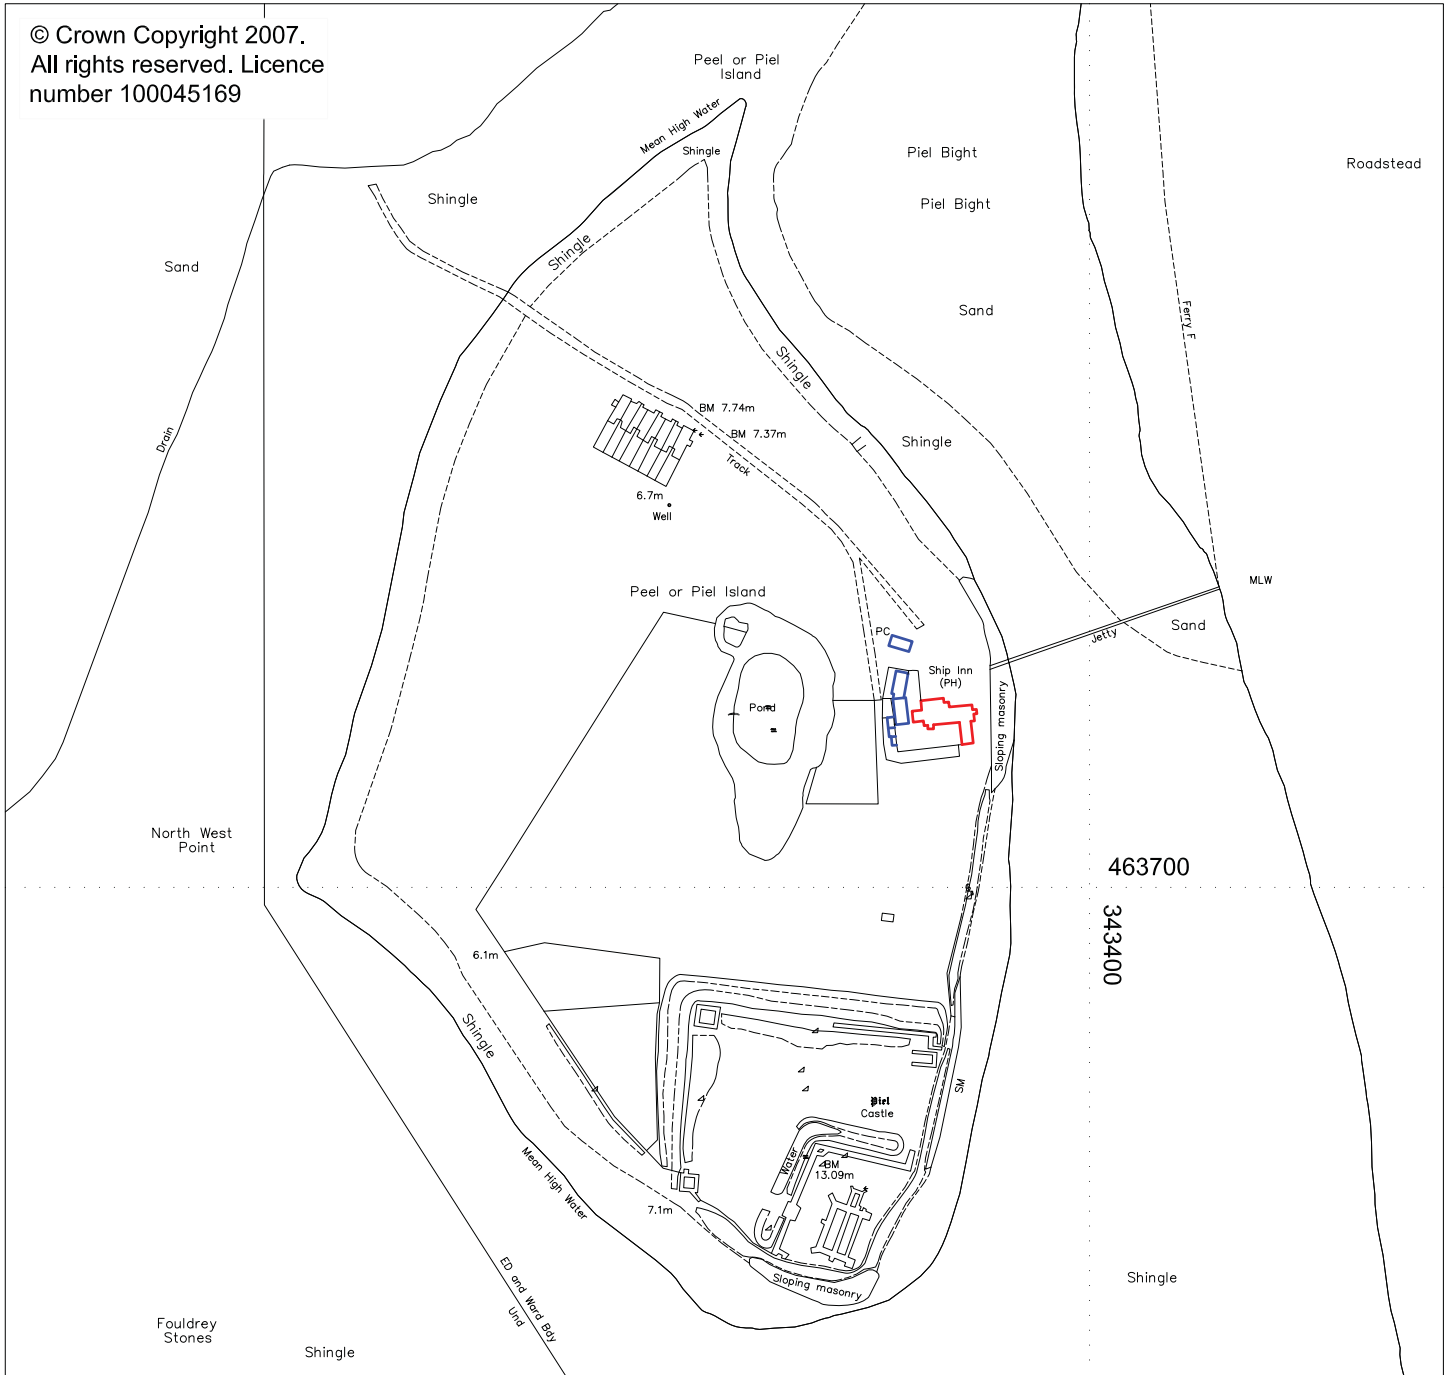 © Crown Copyright 2007.
All rights reserved. Licence
number 100045169
Peel or Piel
Island
Mean High Water
Shingle
Piel Bight
Roadstead
Shingle
Piel Bight
Shingle
Sand
Sand
Ferry F
Shingle
BM 7.74m
BM 7.37m
Drain
Shingle
Track
6.7m
Well
MLW
Peel or Piel Island
Sand
PC
Jetty
Ship Inn
(PH)
Pond
Sloping masonry
North West
Point
463700
343400
6.1m
Shingle
SM
Piel
Castle
Water
BM
13.09m
Mean High Water
7.1m
ED and Ward Bdy
Und
Sloping masonry
Shingle
Fouldrey
Stones
Shingle